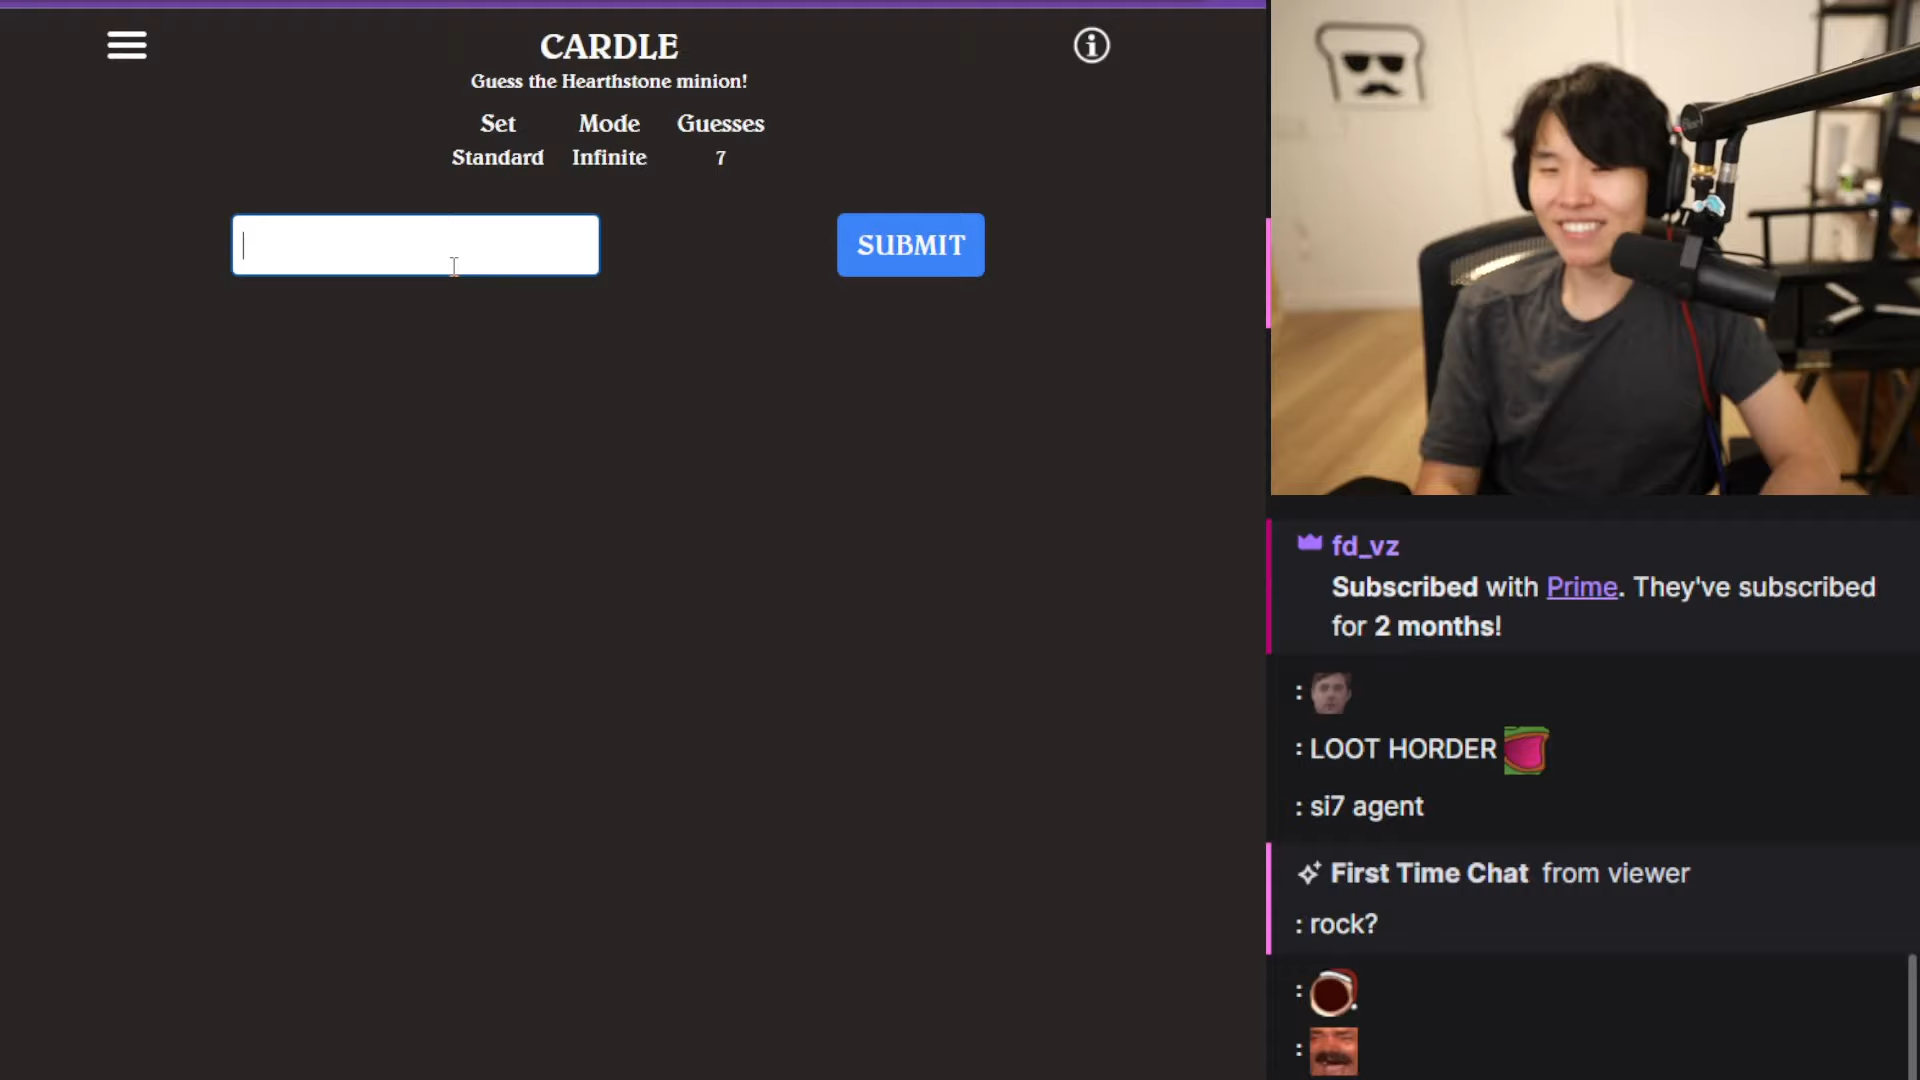 CARDLE
Guess the Hearthstone minion!
Set Mode Guesses
Standard Infinite 7
SUBMIT
fd_vz
Subscribed with Prime. They've subscribed
for 2 months!
:
: LOOT HORDER
: si7 agent
First Time Chat from viewer
: rock?
:
: